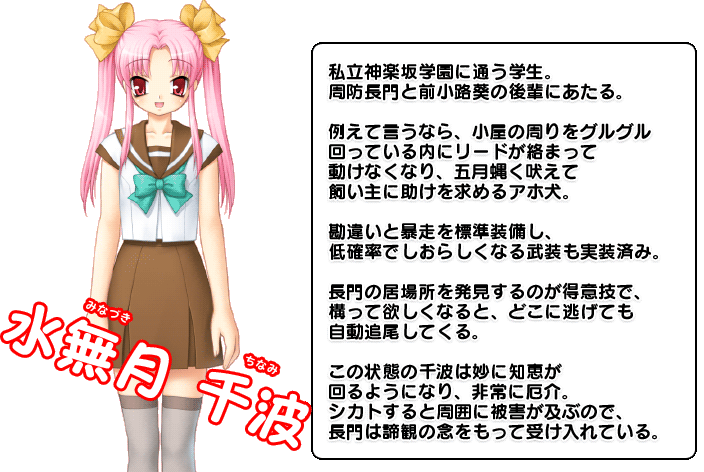 私立神楽坂学園に通う学生。
周防長門と前小路葵の後輩にあたる。
例えて言うなら、小屋の周りをグルグル
回っている内にリードが絡まって
動けなくなり、五月蝿く吠えて
飼い主に助けを求めるアホ犬。
勘違いと暴走を標準装備し、
低確率でしおらしくなる武装も実装済み。
長門の居場所を発見するのが得意技で、
構って欲しくなると、どこに逃げても
自動追尾してくる。
この状態の千波は妙に知恵が
回るようになり、非常に厄介。
シカトすると周囲に被害が及ぶので、
長門は諦観の念をもって受け入れている。
みなづき
水無月
ちなみ
千波